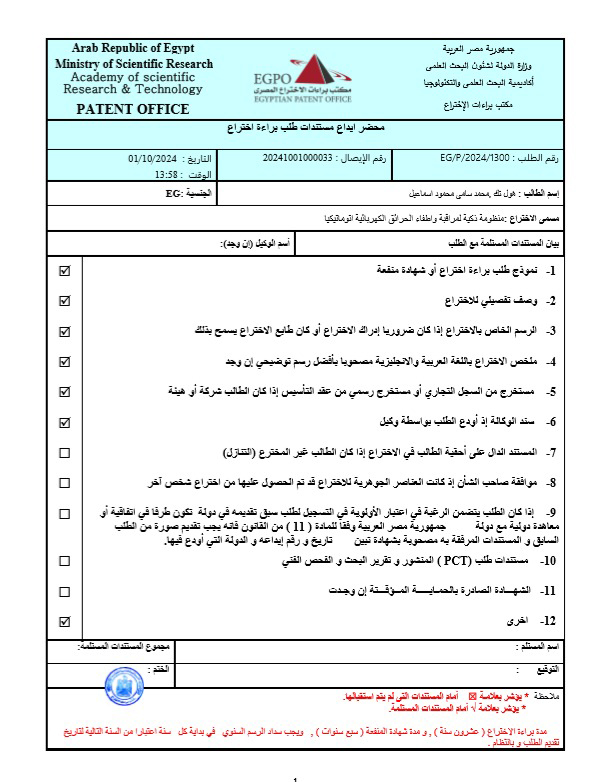 Arab Republic of Egypt
Ministry of Scientific Research
Academy of scientific
Research & Technology
PATENT OFFICE
EGPO
مكتب براءات الاختراع المصرى
EGYPTIAN PATENT OFFICE
جمهورية مصر العربية
وزارة الدولة لشئون البحث العلمى
أكاديمية البحث العلمى والتكنولوجيا
مكتب براءات الإختراع
محضر ايداع مستندات طلب براءة اختراع
رقم الطلب : EG/P/2024/1300
رقم الإيصال : 20241001000033
التاريخ : 01/10/2024
الوقت : 13:58
إسم الطالب : هول تك ,محمد سامى محمود اسماعيل
الجنسية :EG
مسمى الاختراع :منظومة ذكية لمراقبة واطفاء الحرائق الكهربائية اتوماتيكيا
بيان المستندات المستلمة مع الطلب
أسم الوكيل (إن وجد):
1- نموذج طلب براءة اختراع أو شهادة منفعة
2- وصف تفصيلي للاختراع
3- الرسم الخاص بالاختراع إذا كان ضروريا إدراك الاختراع أو كان طابع الاختراع يسمح بذلك
4- ملخص الاختراع باللغة العربية والانجليزية مصحوبا بأفضل رسم توضيحي إن وجد
5- مستخرج من السجل التجاري أو مستخرج رسمي من عقد التأسيس إذا كان الطالب شركة أو هيئة
6- سند الوكالة إذ أودع الطلب بواسطة وكيل
7- المستند الدال على أحقية الطالب في الاختراع إذا كان الطالب غير المخترع (التنازل)
8- موافقة صاحب الشأن إذ كانت العناصر الجوهرية للاختراع قد تم الحصول عليها من اختراع شخص آخر
9- إذا كان الطلب يتضمن الرغبة في اعتبار الأولوية في التسجيل لطلب سبق تقديمه في دولة تكون طرفا في اتفاقية أو
معاهدة دولية مع دولة جمهورية مصر العربية وفقا للمادة ( 11 ) من القانون فانه يجب تقديم صورة من الطلب
السابق و المستندات المرفقة به مصحوبة بشهادة تبين تاريخ و رقم إيداعه و الدولة التي أودع فيها.
10- مستندات طلب (PCT ) المنشور و تقرير البحث و الفحص الفني
11- الشهــادة الصادرة بالحمـايــــة المــؤقــتة إن وجـدت
12- اخرى
اسم المستلم :
مجموع المستندات المستلمة:
التوقيع :
الختم :
ملاحظة * يؤشر بعلامة ☒ أمام المستندات التى لم يتم استقبالها.
* يؤشر بعلامة √ أمام المستندات المستلمة.
مدة براءة الاختراع ( عشرون سنة ) , و مدة شهادة المنفعة ( سبع سنوات ) , ويجب سداد الرسم السنوي في بداية كل سنة اعتبارا من السنة التالية لتاريخ
تقديم الطلب و بانتظام .
1